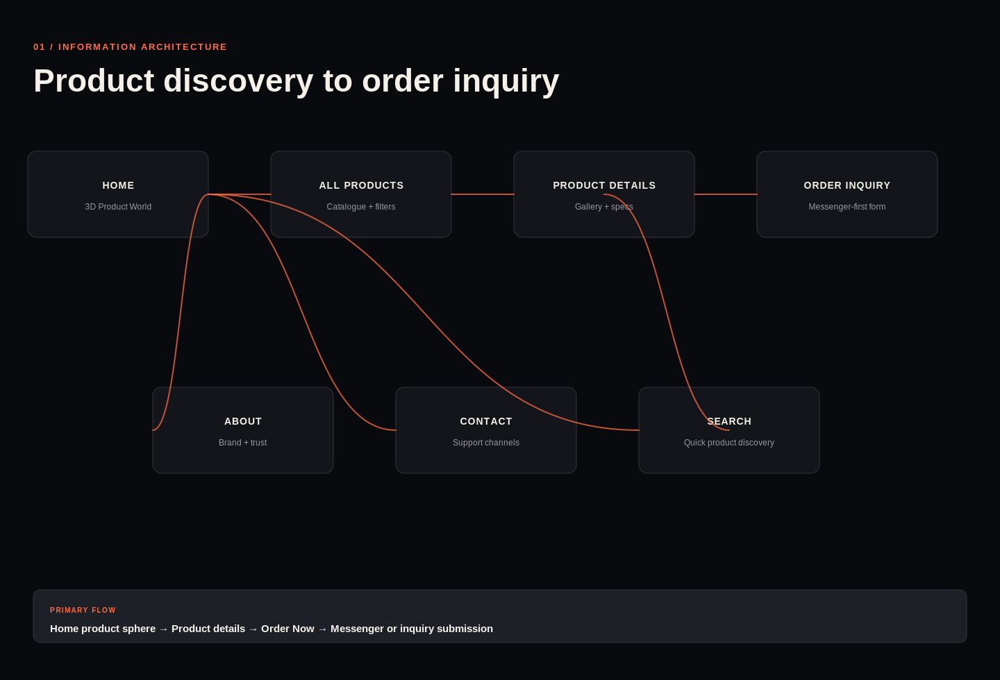 01 / INFORMATION ARCHITECTURE
Product discovery to order inquiry
HOME
3D Product World
ALL PRODUCTS
Catalogue + filters
PRODUCT DETAILS
Gallery + specs
ORDER INQUIRY
Messenger-first form
ABOUT
Brand + trust
CONTACT
Support channels
SEARCH
Quick product discovery
PRIMARY FLOW
Home product sphere → Product details → Order Now → Messenger or inquiry submission